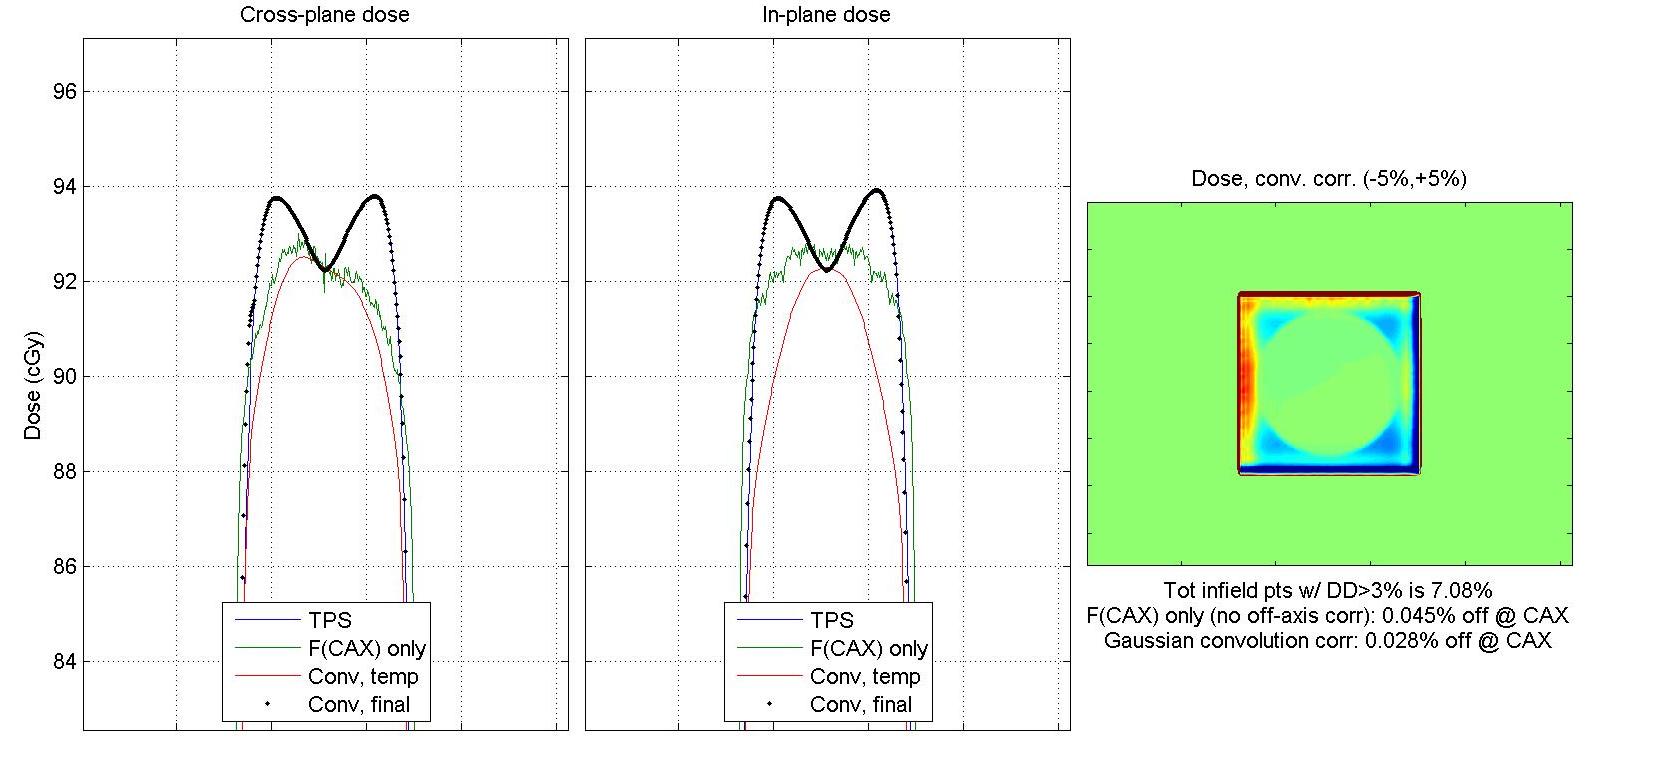 Cross-plane dose
In-plane dose
96
94
92
90
88
86
84
Dose (cGy)
TPS
F(CAX) only
Conv, temp
Conv, final
TPS
F(CAX) only
Conv, temp
Conv, final
Dose, conv. corr. (-5%,+5%)
Tot infield pts w/ DD>3% is 7.08%
F(CAX) only (no off-axis corr): 0.045% off @ CAX
Gaussian convolution corr: 0.028% off @ CAX